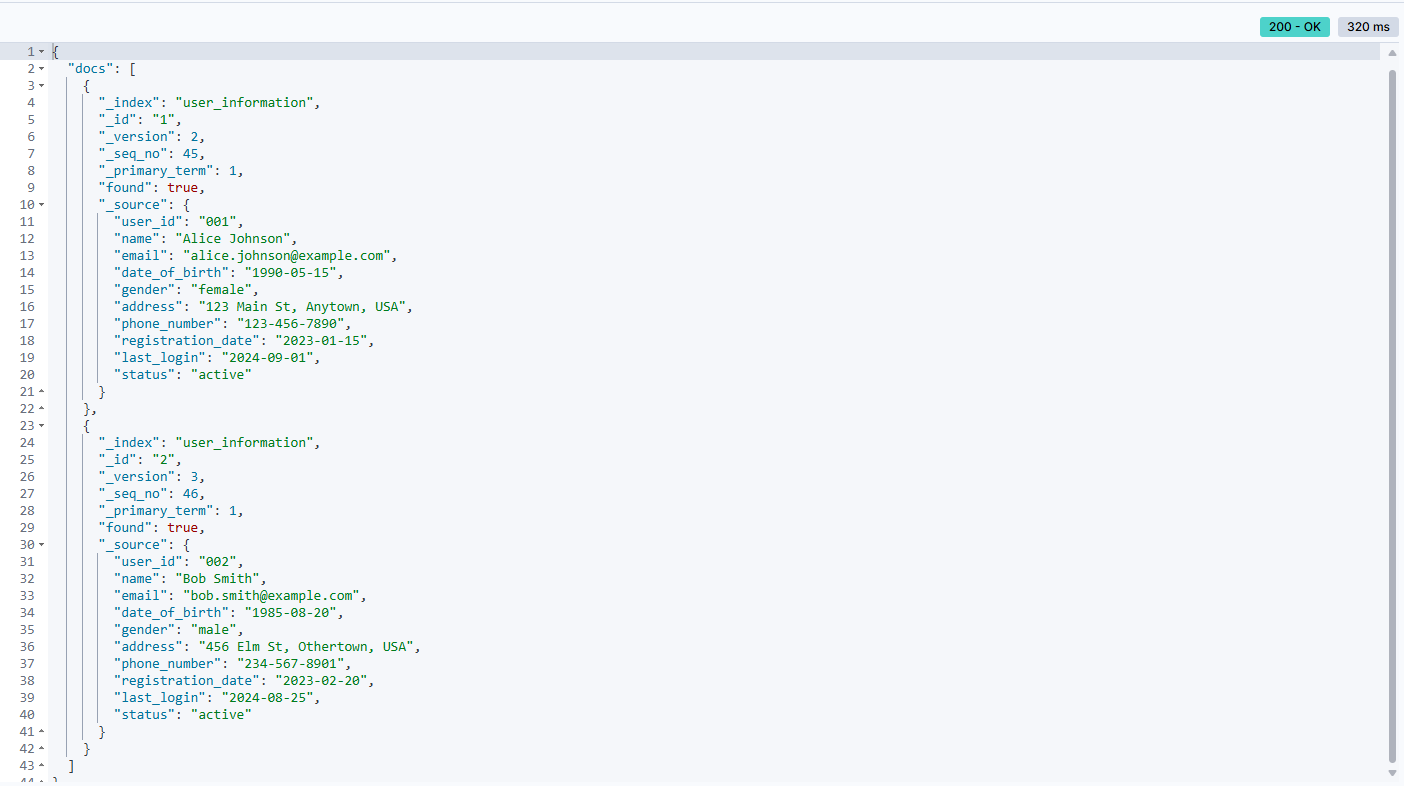 200 - OK 320 ms
1 {
2 "docs": [
3 {
4 "_index": "user_information",
5 "_id": "1",
6 "_version": 2,
7 "_seq_no": 45,
8 "_primary_term": 1,
9 "found": true,
10 "_source": {
11 "user_id": "001",
12 "name": "Alice Johnson",
13 "email": "alice.johnson@example.com",
14 "date_of_birth": "1990-05-15",
15 "gender": "female",
16 "address": "123 Main St, Anytown, USA",
17 "phone_number": "123-456-7890",
18 "registration_date": "2023-01-15",
19 "last_login": "2024-09-01",
20 "status": "active"
21 }
22 },
23 {
24 "_index": "user_information",
25 "_id": "2",
26 "_version": 3,
27 "_seq_no": 46,
28 "_primary_term": 1,
29 "found": true,
30 "_source": {
31 "user_id": "002",
32 "name": "Bob Smith",
33 "email": "bob.smith@example.com",
34 "date_of_birth": "1985-08-20",
35 "gender": "male",
36 "address": "456 Elm St, Othertown, USA",
37 "phone_number": "234-567-8901",
38 "registration_date": "2023-02-20",
39 "last_login": "2024-08-25",
40 "status": "active"
41 }
42 }
43 ]
44 }